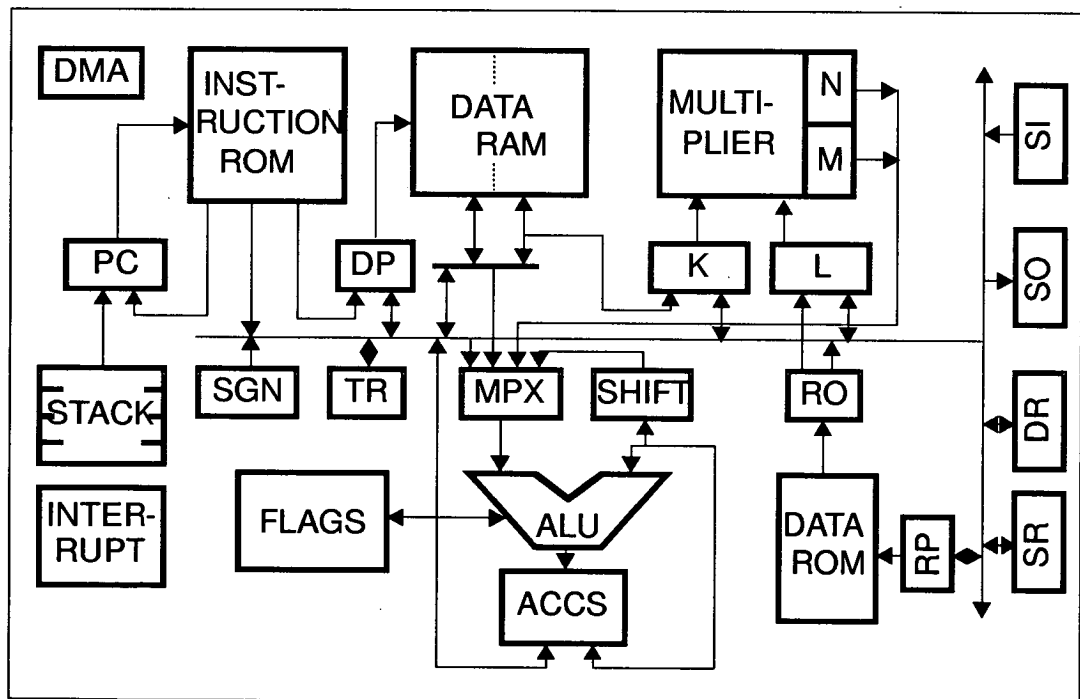 DMA
INST-
RUCTION
ROM
DATA
RAM
MULTI-
PLIER
N
M
SI
PC
DP
K
L
SO
STACK
SGN
TR
MPX
SHIFT
RO
DR
INTER-
RUPT
FLAGS
ALU
DATA
ROM
RP
SR
ACCS